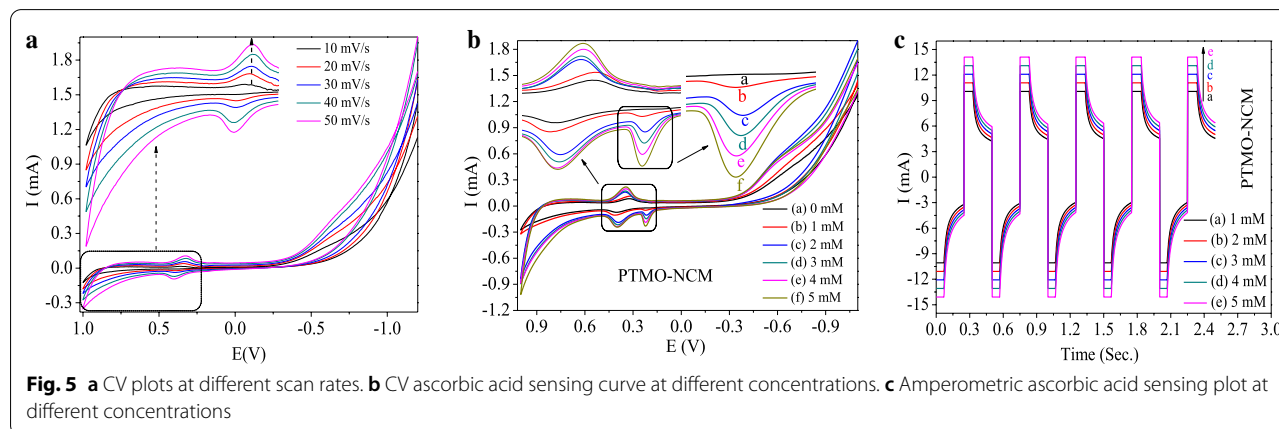 a
1.8
1.5
1.2
0.9
0.6
0.3
0.0
-0.3
I (mA)
10 mV/s
20 mV/s
30 mV/s
40 mV/s
50 mV/s
1.0 0.5 0.0 -0.5 -1.0
E(V)
b
1.8
1.5
1.2
0.9
0.6
0.3
0.0
-0.3
-0.6
-0.9
-1.2
I (mA)
a
b
c
d
e
f
(a) 0 mM
(b) 1 mM
(c) 2 mM
(d) 3 mM
(e) 4 mM
(f) 5 mM
PTMO-NCM
0.9 0.6 0.3 0.0 -0.3 -0.6 -0.9
E (V)
c
15
12
9
6
3
0
-3
-6
-9
-12
-15
I (mA)
e
d
c
b
a
PTMO-NCM
(a) 1 mM
(b) 2 mM
(c) 3 mM
(d) 4 mM
(e) 5 mM
0.0 0.3 0.6 0.9 1.2 1.5 1.8 2.1 2.4 2.7 3.0
Time (Sec.)
Fig. 5 a CV plots at different scan rates. b CV ascorbic acid sensing curve at different concentrations. c Amperometric ascorbic acid sensing plot at
different concentrations